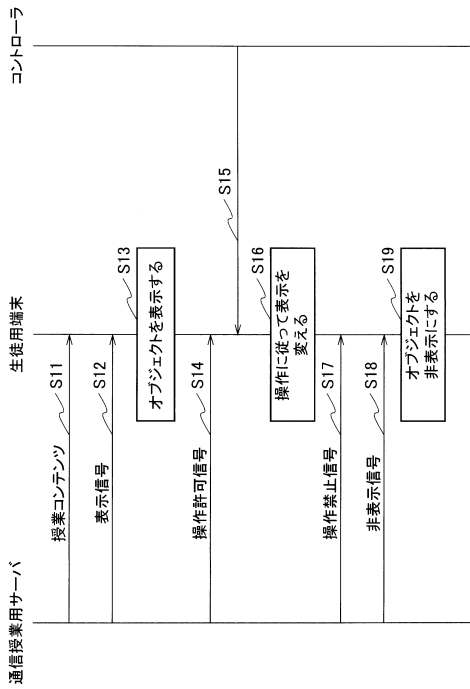 通信授業用サーバ
生徒用端末
コントローラ
授業コンテンツ
S11
表示信号
S12
S13
オブジェクトを表示する
操作許可信号
S14
S15
S16
操作に従って表示を
変える
操作禁止信号
S17
非表示信号
S18
S19
オブジェクトを
非表示にする